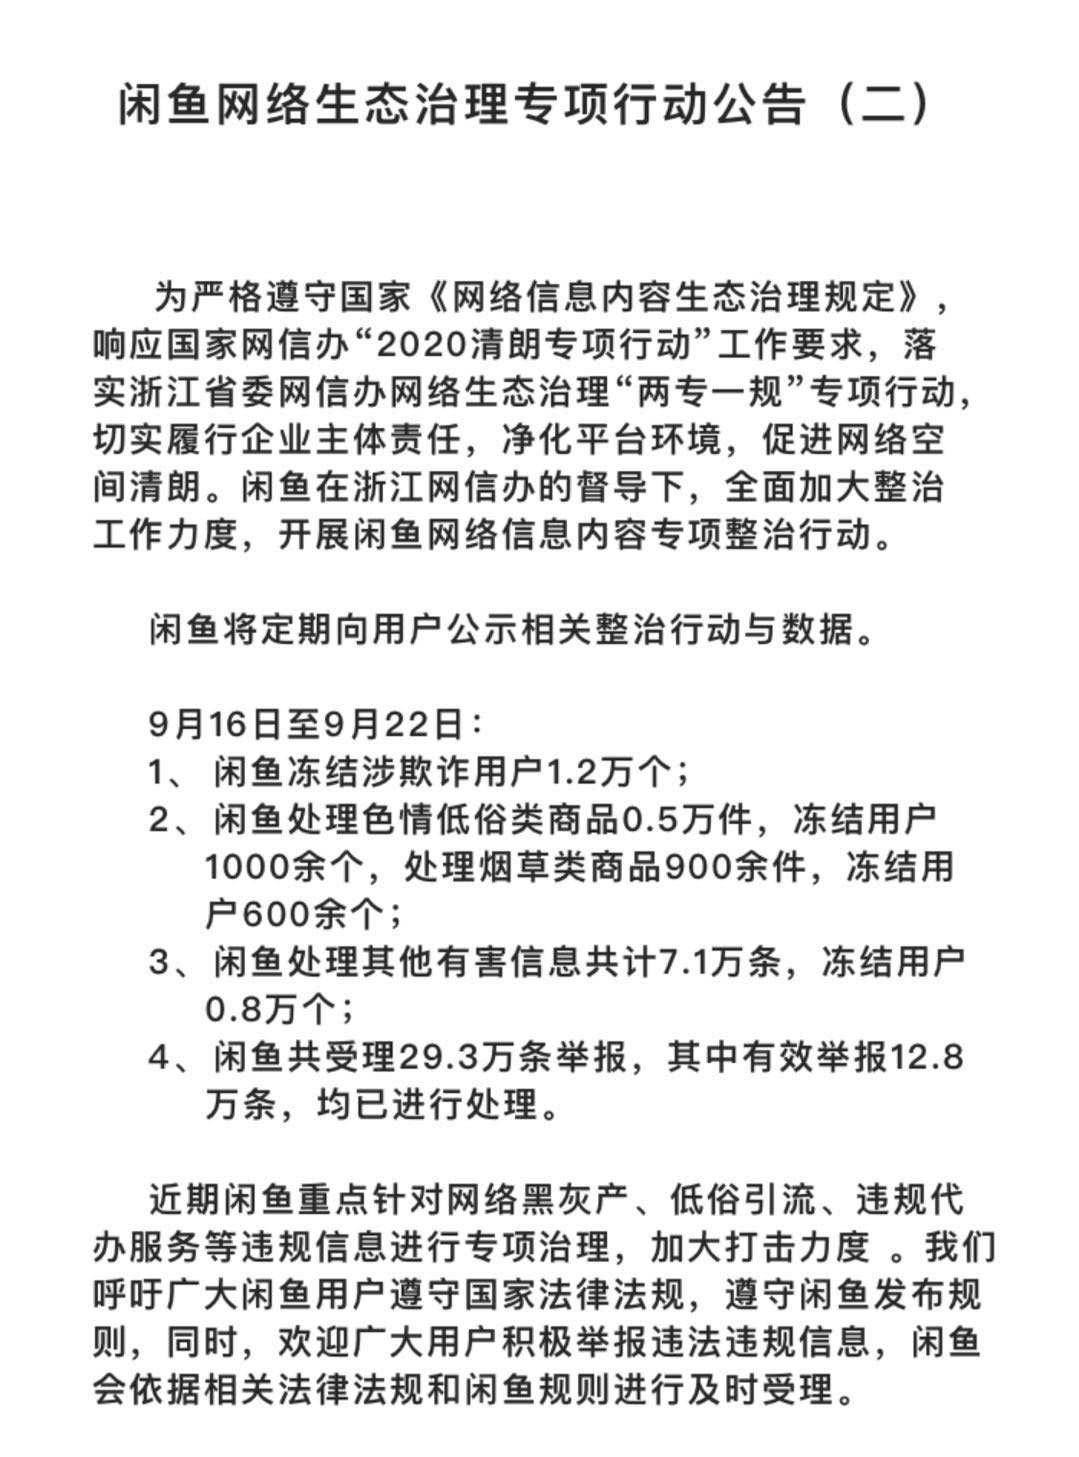 闲鱼网络生态治理专项行动公告（二）
为严格遵守国家《网络信息内容生态治理规定》，
响应国家网信办“2020清朗专项行动”工作要求，落
实浙江省委网信办网络生态治理“两专一规”专项行动，
切实履行企业主体责任，净化平台环境，促进网络空
间清朗。闲鱼在浙江网信办的督导下，全面加大整治
工作力度，开展闲鱼网络信息内容专项整治行动。
闲鱼将定期向用户公示相关整治行动与数据。
9月16日至9月22日：
1、 闲鱼冻结涉欺诈用户1.2万个；
2、闲鱼处理色情低俗类商品0.5万件，冻结用户
1000余个，处理烟草类商品900余件，冻结用
户600余个；
3、闲鱼处理其他有害信息共计7.1万条，冻结用户
0.8万个；
4、闲鱼共受理29.3万条举报，其中有效举报12.8
万条，均已进行处理。
近期闲鱼重点针对网络黑灰产、低俗引流、违规代
办服务等违规信息进行专项治理，加大打击力度 。我们
呼吁广大闲鱼用户遵守国家法律法规，遵守闲鱼发布规
则，同时，欢迎广大用户积极举报违法违规信息，闲鱼
会依据相关法律法规和闲鱼规则进行及时受理。